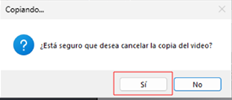 Copiando...
¿Está seguro que desea cancelar la copia del video?
Sí
No